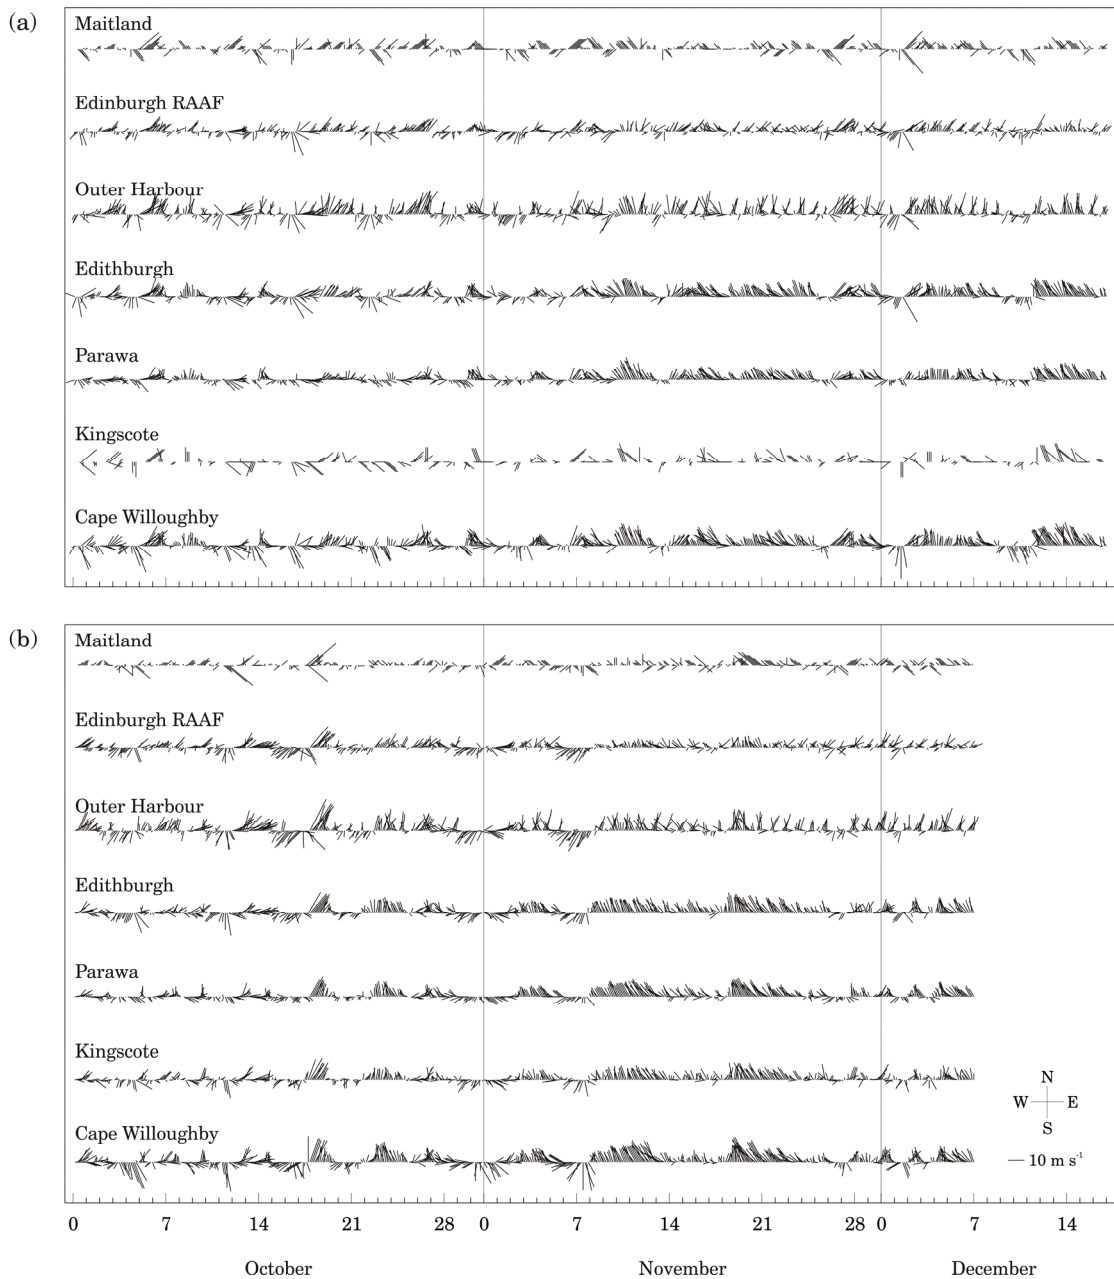 (a)
Maitland
Edinburgh RAAF
Outer Harbour
Edithburgh
Parawa
Kingscote
Cape Willoughby
(b)
Maitland
Edinburgh RAAF
Outer Harbour
Edithburgh
Parawa
Kingscote
N
W E
S
Cape Willoughby
10 m s⁻¹
0 7 14 21 28 0 7 14 21 28 0 7 14
October November December